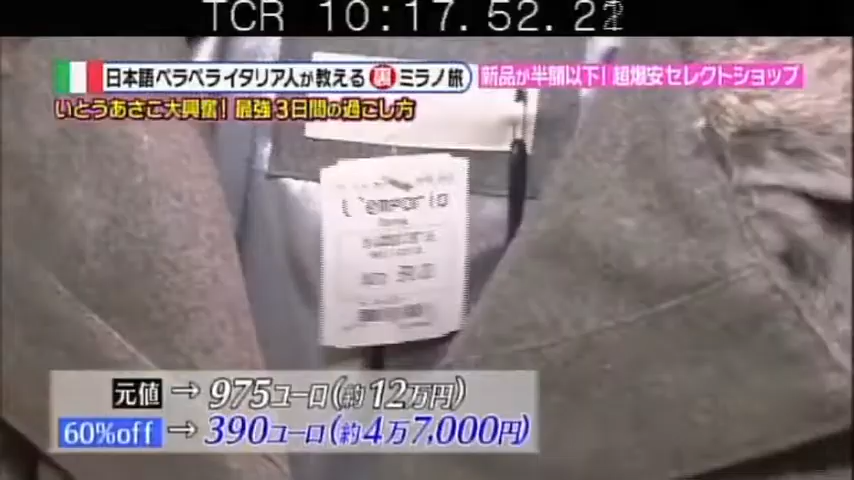 TCR 10:17.52.22
日本語ペラペライタリア人が教える 裏 ミラノ旅
新品が半額以下!超爆安セレクトショップ
いとうあさこ大興奮!最強3日間の過ごし方
L'emporio
元値 → 975ユーロ(約12万円)
60%off → 390ユーロ(約4万7,000円)